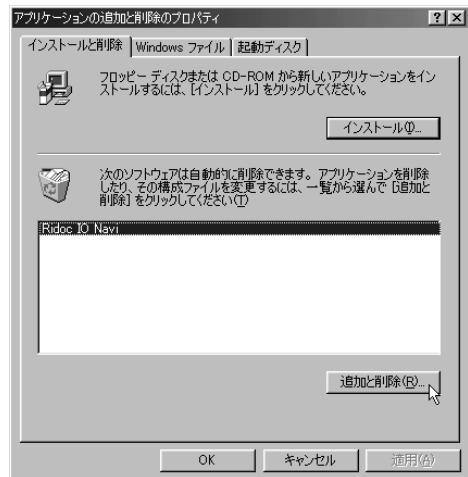 アプリケーションの追加と削除のプロパティ
インストールと削除 Windows ファイル 起動ディスク
フロッピー ディスクまたは CD-ROM から新しいアプリケーションをイン
ストールするには、[インストール] をクリックしてください。
インストール(I)...
次のソフトウェアは自動的に削除できます。アプリケーションを削除
したり、その構成ファイルを変更するには、一覧から選んで [追加と
削除] をクリックしてください(T)
Ridoc IO Navi
追加と削除(R)...
OK キャンセル 適用(A)